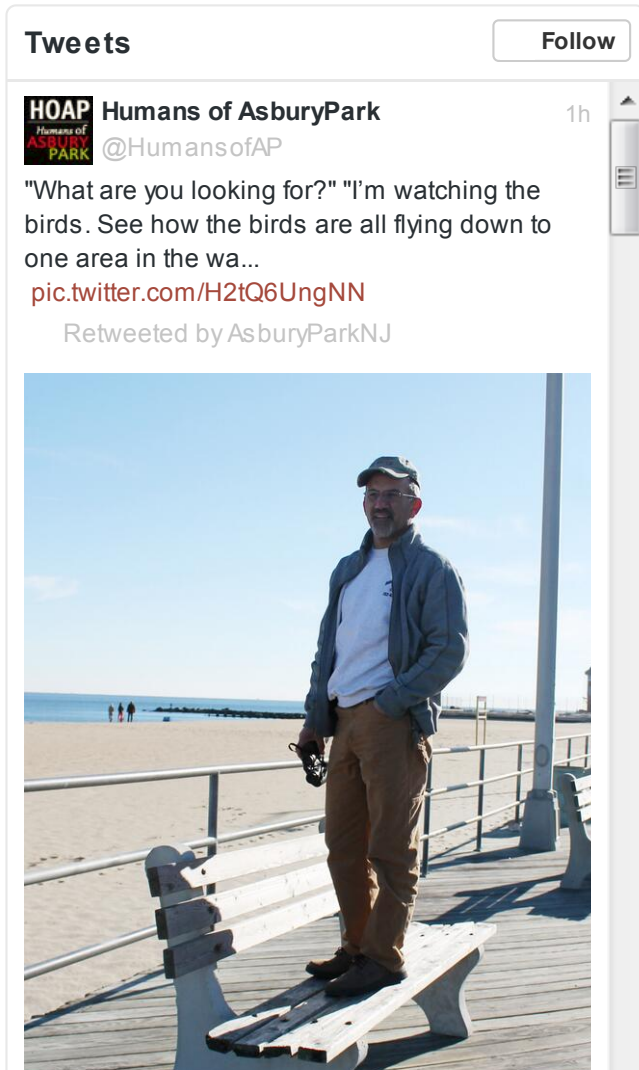 Tweets
Follow
HOAP
Humans of
ASBURY
PARK
Humans of AsburyPark
1h
@HumansofAP
"What are you looking for?" "I’m watching the
birds. See how the birds are all flying down to
one area in the wa...
pic.twitter.com/H2tQ6UngNN
Retweeted by AsburyParkNJ